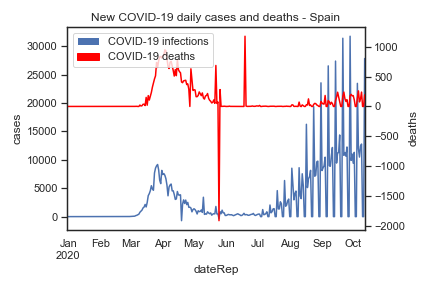 New COVID-19 daily cases and deaths - Spain
COVID-19 infections
COVID-19 deaths
30000
25000
20000
15000
10000
5000
0
cases
1000
500
0
−500
−1000
−1500
−2000
deaths
Jan Feb Mar Apr May Jun Jul Aug Sep Oct
2020
dateRep